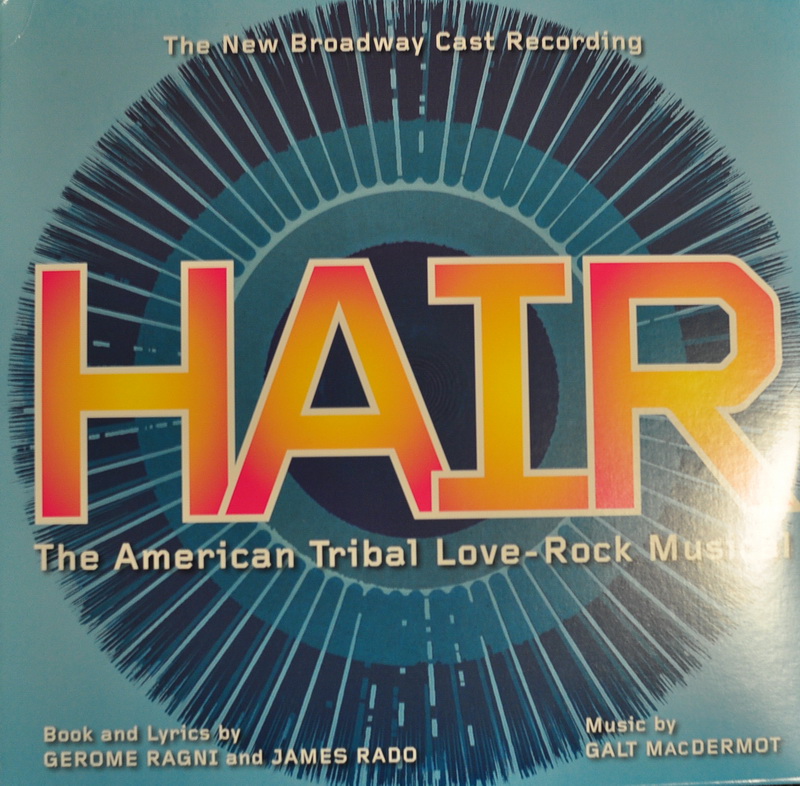 The New Broadway Cast Recording
HAIR
The American Tribal Love-Rock Musical
Book and Lyrics by
GEROME RAGNI and JAMES RADO
Music by
GALT MACDERMOT